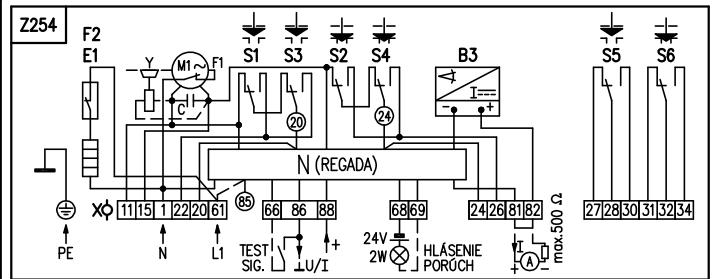 Z254
F2
E1
Y
M1~
F1
C
S1
S3
S2
S4
B3
S5
S6
I
- +
20
24
N (REGADA)
85
X
11 15 1 22 20 61
66 86 88
68 69
24 26 81 82
27 28 30 31 32 34
PE
N
L1
TEST
SIG.
U/I
+
24V
2W
HLÁSENIE
PORÚCH
I
+ A -
max.500 Ω